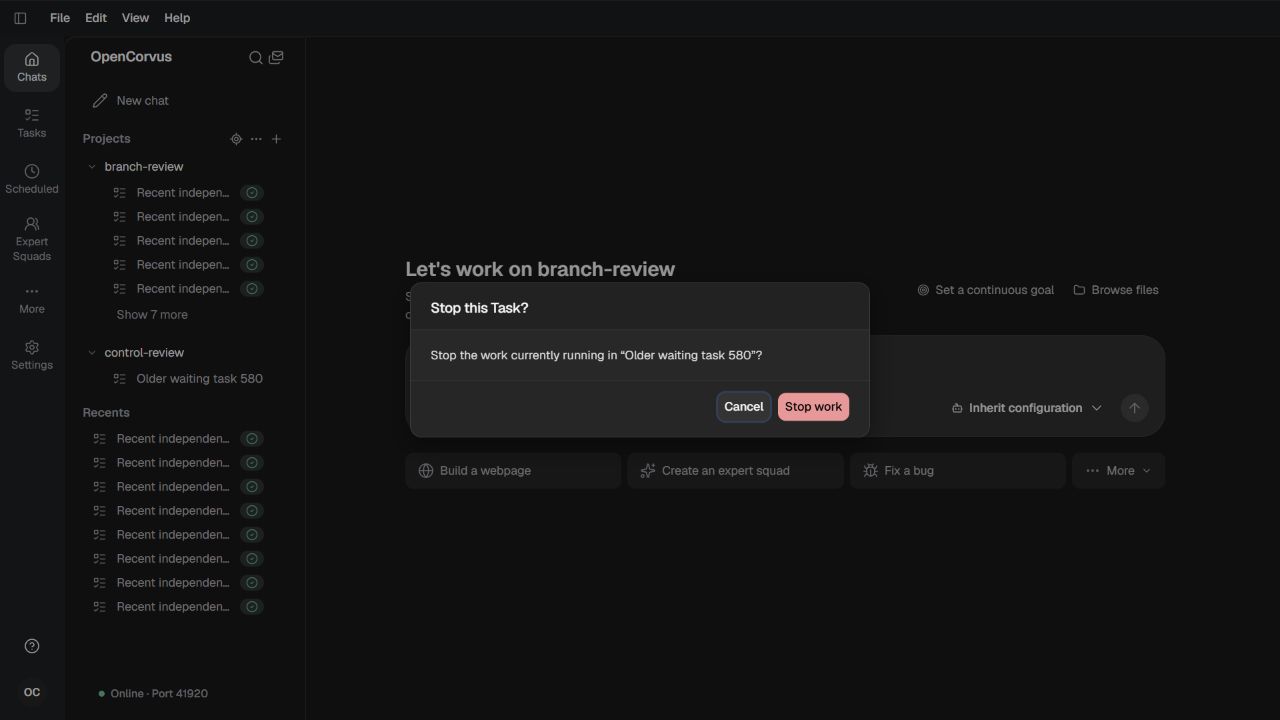 File Edit View Help
OpenCorvus
Chats
New chat
Tasks
Projects
branch-review
Scheduled
Recent indepen...
Recent indepen...
Expert Squads
Recent indepen...
Recent indepen...
Recent indepen...
More
Show 7 more
control-review
Settings
Older waiting task 580
Recents
Recent independen...
Recent independen...
Recent independen...
Recent independen...
Recent independen...
Recent independen...
Recent independen...
Recent independen...
OC
Online · Port 41920
Let's work on branch-review
Set a continuous goal
Browse files
Stop this Task?
Stop the work currently running in “Older waiting task 580”?
Cancel
Stop work
Inherit configuration
Build a webpage
Create an expert squad
Fix a bug
More